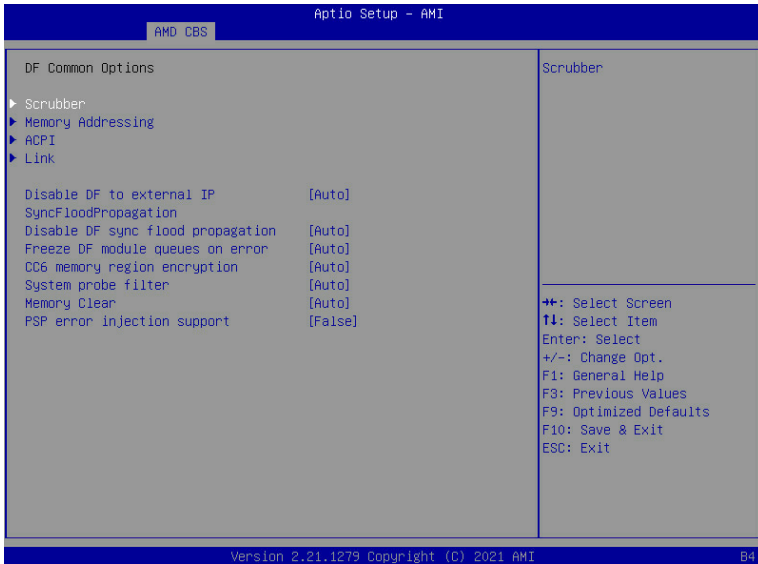 Aptio Setup - AMI
AMD CBS
DF Common Options
Scrubber
Memory Addressing
ACPI
Link
Disable DF to external IP [Auto]
SyncFloodPropagation
Disable DF sync flood propagation [Auto]
Freeze DF module queues on error [Auto]
CC6 memory region encryption [Auto]
System probe filter [Auto]
Memory Clear [Auto]
PSP error injection support [False]
Scrubber
→←: Select Screen
↑↓: Select Item
Enter: Select
+/-: Change Opt.
F1: General Help
F3: Previous Values
F9: Optimized Defaults
F10: Save & Exit
ESC: Exit
Version 2.21.1279 Copyright (C) 2021 AMI
B4